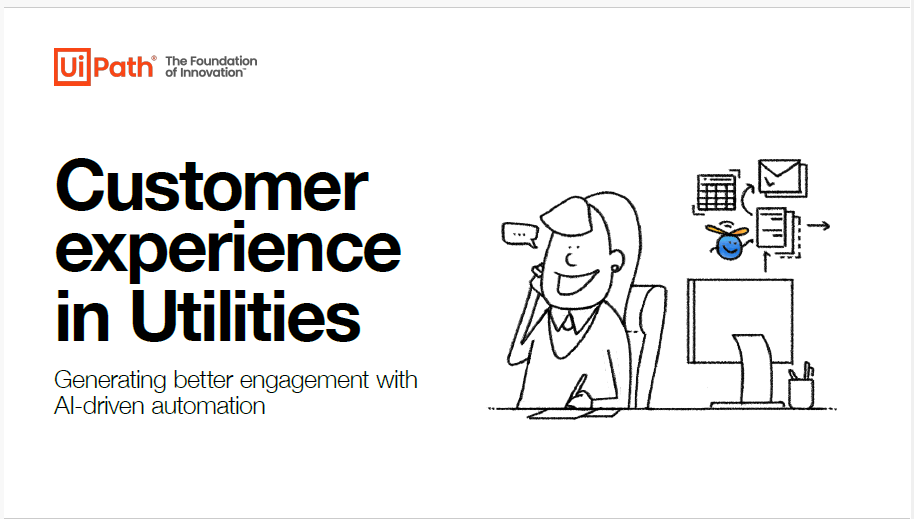 UiPath® The Foundation
of Innovation™
Customer
experience
in Utilities
Generating better engagement with
AI-driven automation